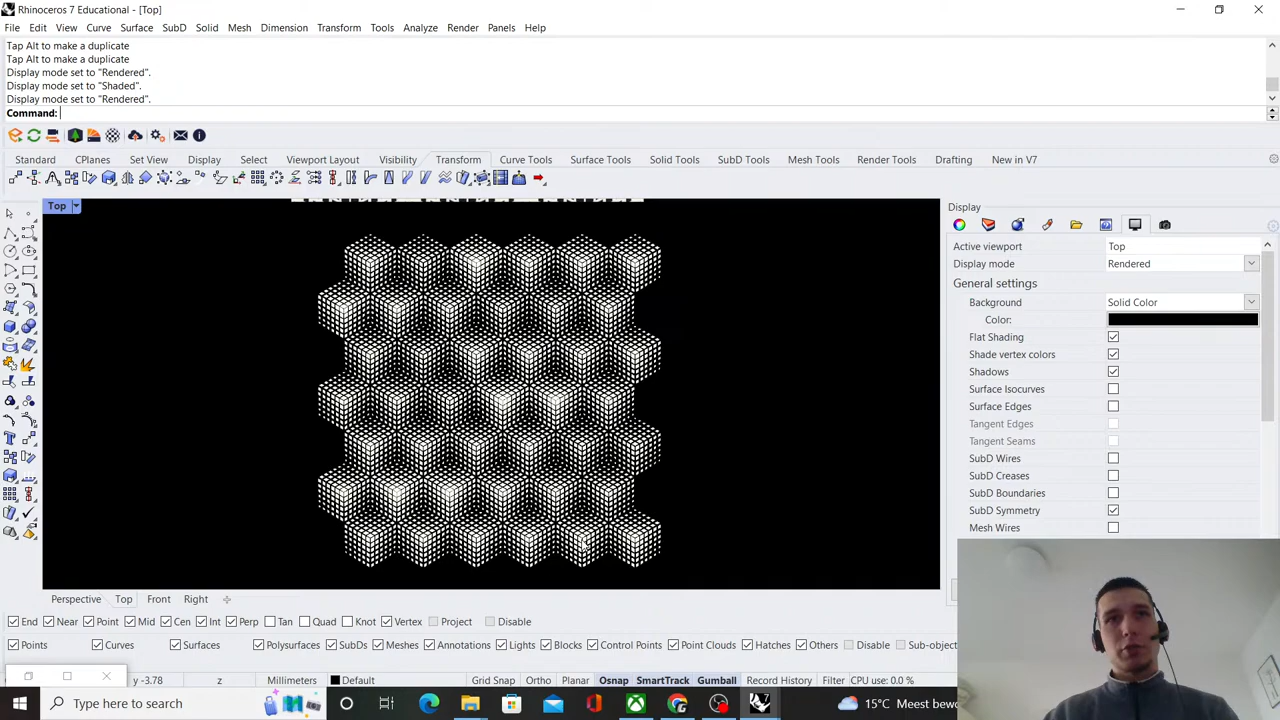 Rhinoceros 7 Educational - [Top]
File Edit View Curve Surface Solid SubD Mesh Dimension Transform Tools Analyze Render Panels Help
Tap Alt to make a duplicate
Tap Alt to make a duplicate
Display mode set to "Rendered".
Display mode set to "Shaded".
Display mode set to "Rendered".
Command:
Standard CPlanes Set View Display Select Viewport Layout Visibility Transform Curve Tools Surface Tools Solid Tools SubD Tools Mesh Tools Render Tools Drafting New in V7
Top
Display
Active viewport Top
Display mode Rendered
General settings
Background Solid Color
Color:
Flat Shading
Shade vertex colors
Shadows
Surface Isocurves
Surface Edges
Tangent Edges
Tangent Seams
SubD Wires
SubD Creases
SubD Boundaries
SubD Symmetry
Mesh Wires
Perspective Top Front Right
End Near Point Mid Cen Int Perp Tan Quad Knot Vertex Project Disable
Points Curves Surfaces Polysurfaces SubDs Meshes Annotations Lights Blocks Control Points Point Clouds Hatches Others Disable Sub-object
y -3.78 z Millimeters Default Grid Snap Ortho Planar Osnap SmartTrack Gumball Record History Filter CPU use: 0.0 %
Type here to search
15°C Meest bewo